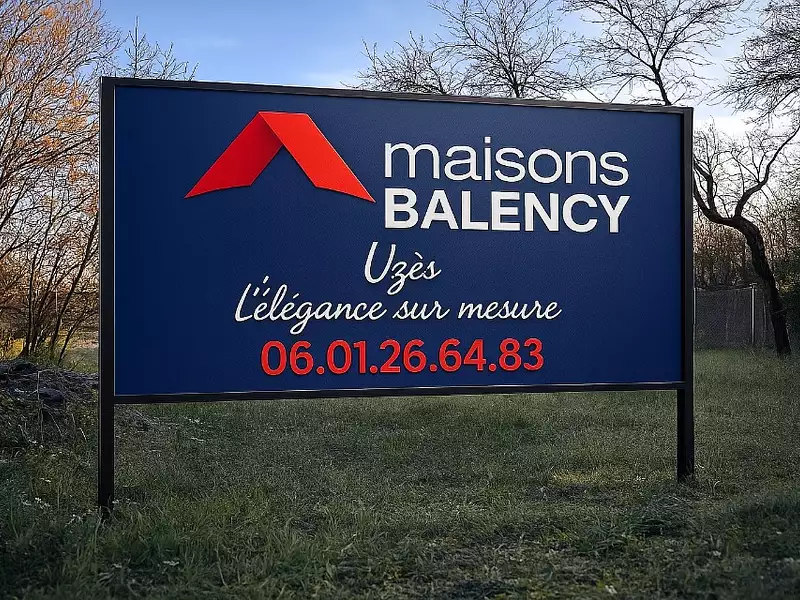 maisons
BALENCY
Uzès
L'élégance sur mesure
06.01.26.64.83